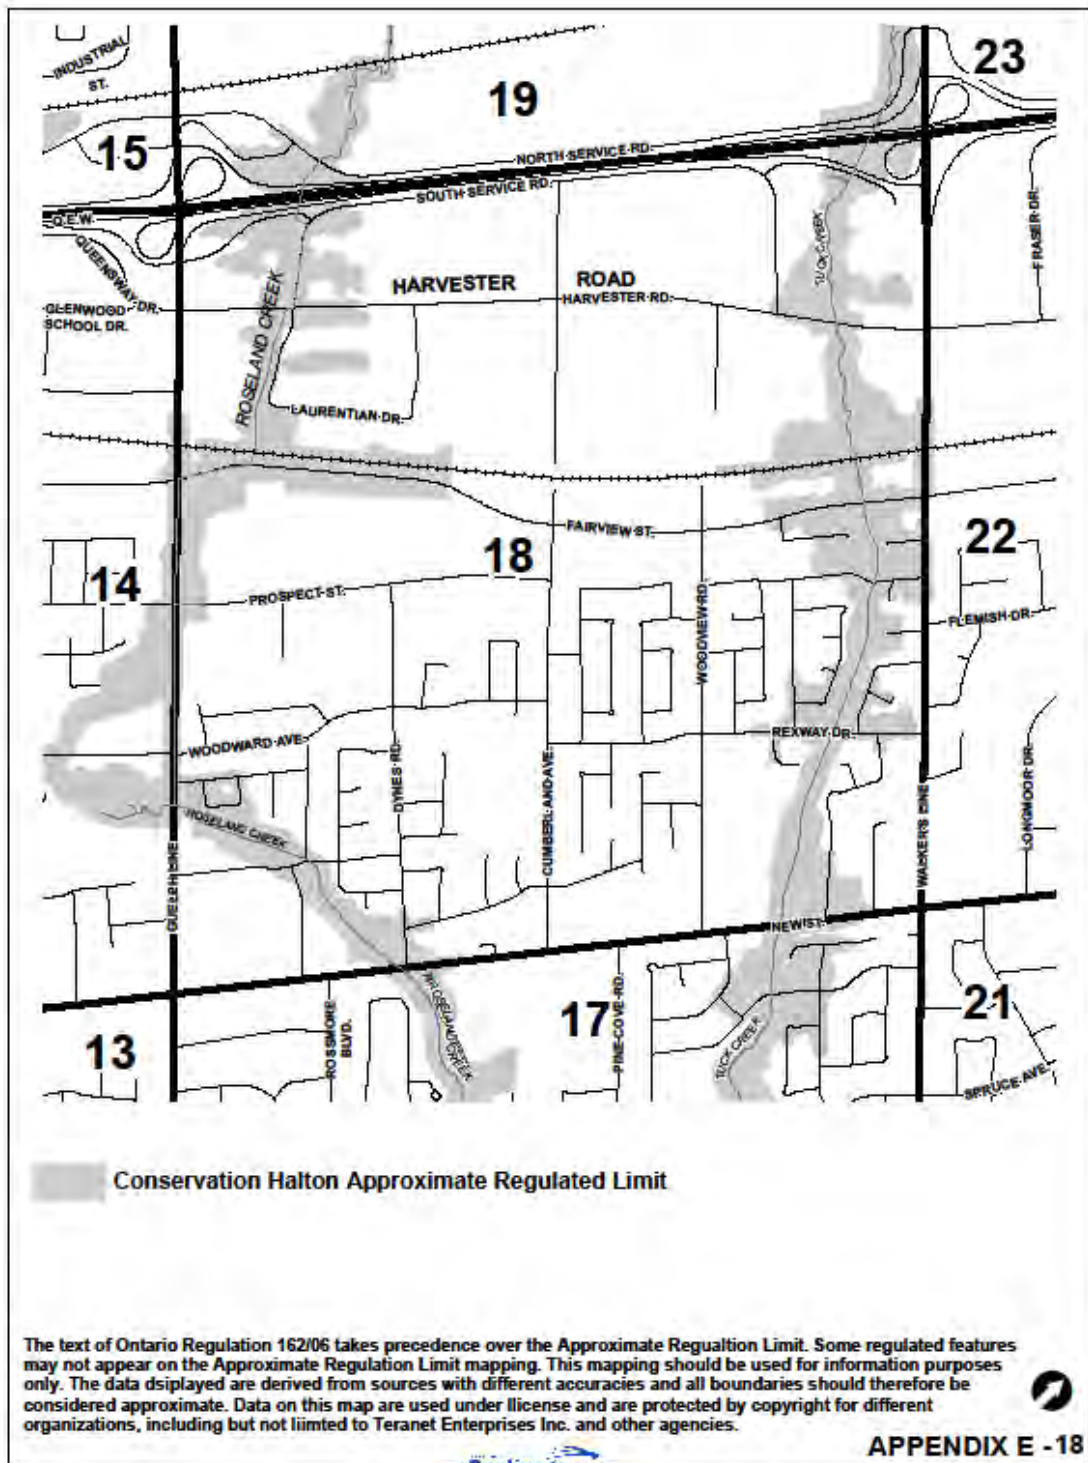 INDUSTRIAL
ST.
23
19
15
NORTH SERVICE RD.
SOUTH SERVICE RD.
Q.E.W.
QUEENSWAY DR.
TUCK CREEK
FRASER DR.
ROSELAND CREEK
HARVESTER ROAD
HARVESTER RD.
GLENWOOD
SCHOOL DR.
LAURENTIAN DR.
FAIRVIEW ST.
18
22
14
PROSPECT ST.
WOODVIEW RD.
FLEMISH DR.
WOODWARD AVE.
REXWAY DR.
DYNES RD.
CUMBERLAND AVE.
LONGMOOR DR.
WALKER'S LINE
ROSELAND CREEK
GUELPH LINE
NEW ST.
ROSELAND
CREEK
17
21
13
ROSSMORE
BLVD.
PINE COVE RD.
TUCK CREEK
SPRUCE AVE.
Conservation Halton Approximate Regulated Limit
The text of Ontario Regulation 162/06 takes precedence over the Approximate Regualtion Limit. Some regulated features
may not appear on the Approximate Regulation Limit mapping. This mapping should be used for information purposes
only. The data dsiplayed are derived from sources with different accuracies and all boundaries should therefore be
considered approximate. Data on this map are used under llicense and are protected by copyright for different
organizations, including but not liimted to Teranet Enterprises Inc. and other agencies.
APPENDIX E - 18